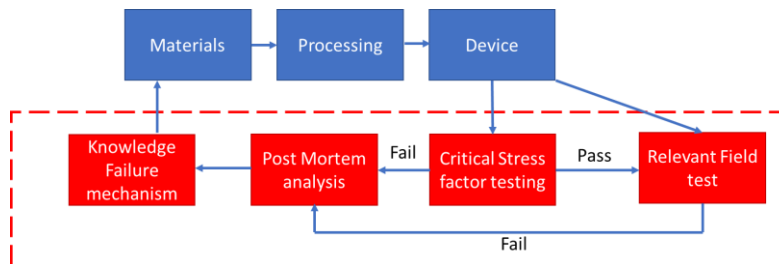 Materials
Processing
Device
Knowledge
Failure
mechanism
Post Mortem
analysis
Fail
Critical Stress
factor testing
Pass
Relevant Field
test
Fail